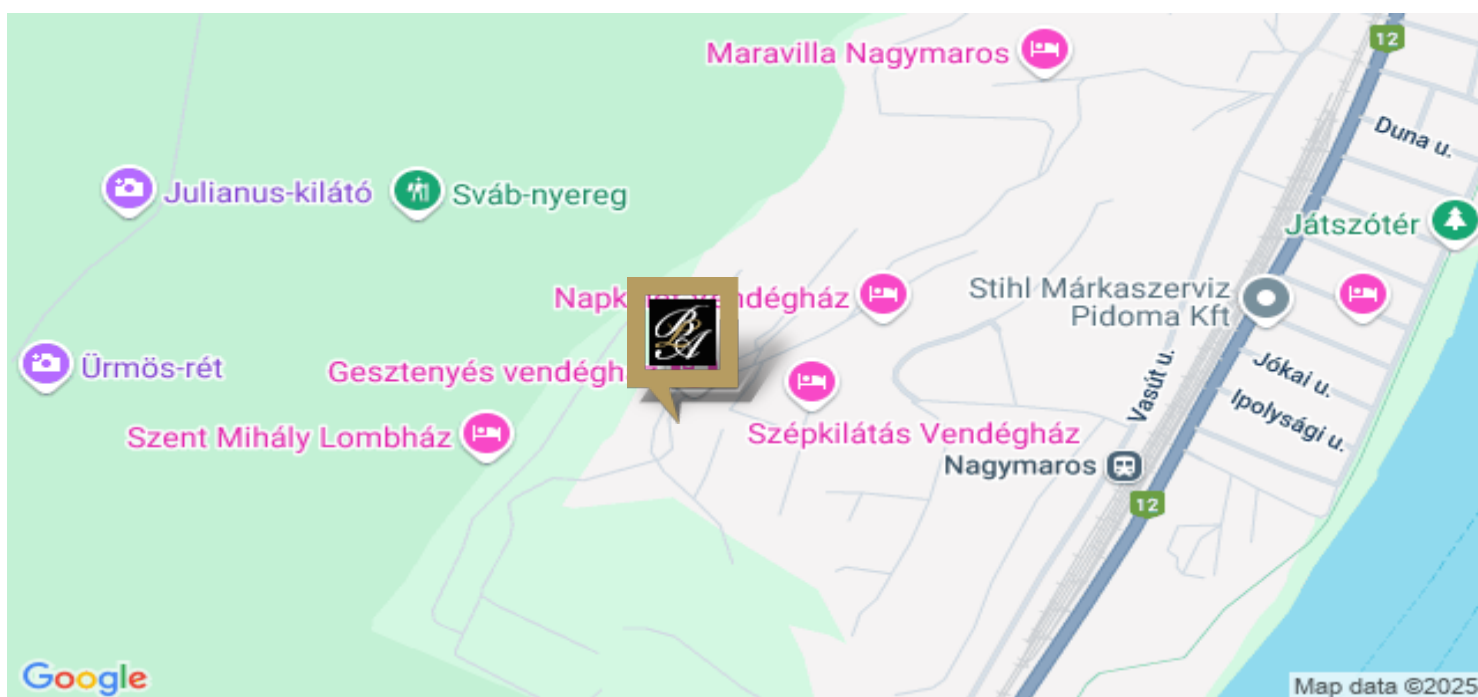 Maravilla Nagymaros
12
Duna u.
Julianus-kilátó
Sváb-nyereg
Játszótér
Stihl Márkaszerviz
Pidoma Kft
vendégház
BLA
Ürmös-rét
Gesztenyés
Jókai u.
Vasút u.
Ipolysági u.
Szent Mihály Lombház
Szépkilátás Vendégház
Nagymaros
12
Google
Map data ©2025